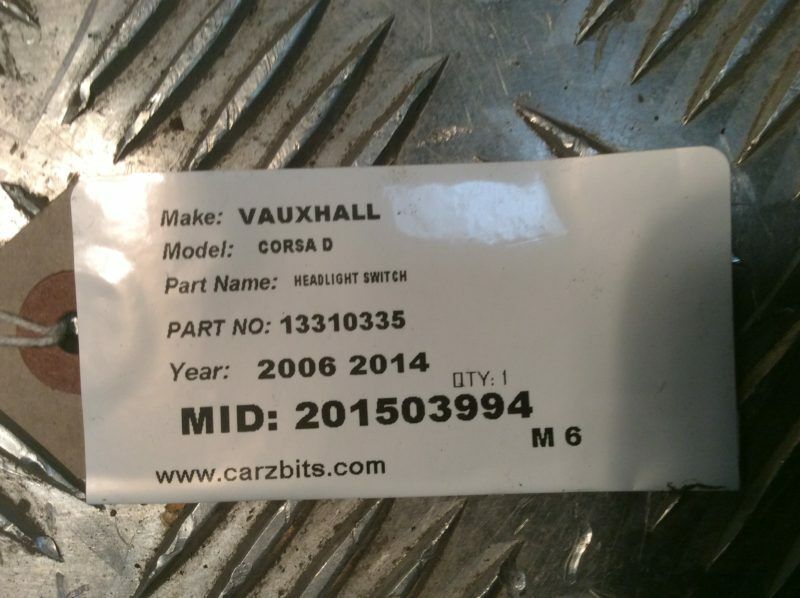 Make: VAUXHALL
Model: CORSA D
Part Name: HEADLIGHT SWITCH
PART NO: 13310335
Year: 2006 2014
QTY: 1
MID: 201503994
M 6
www.carzbits.com